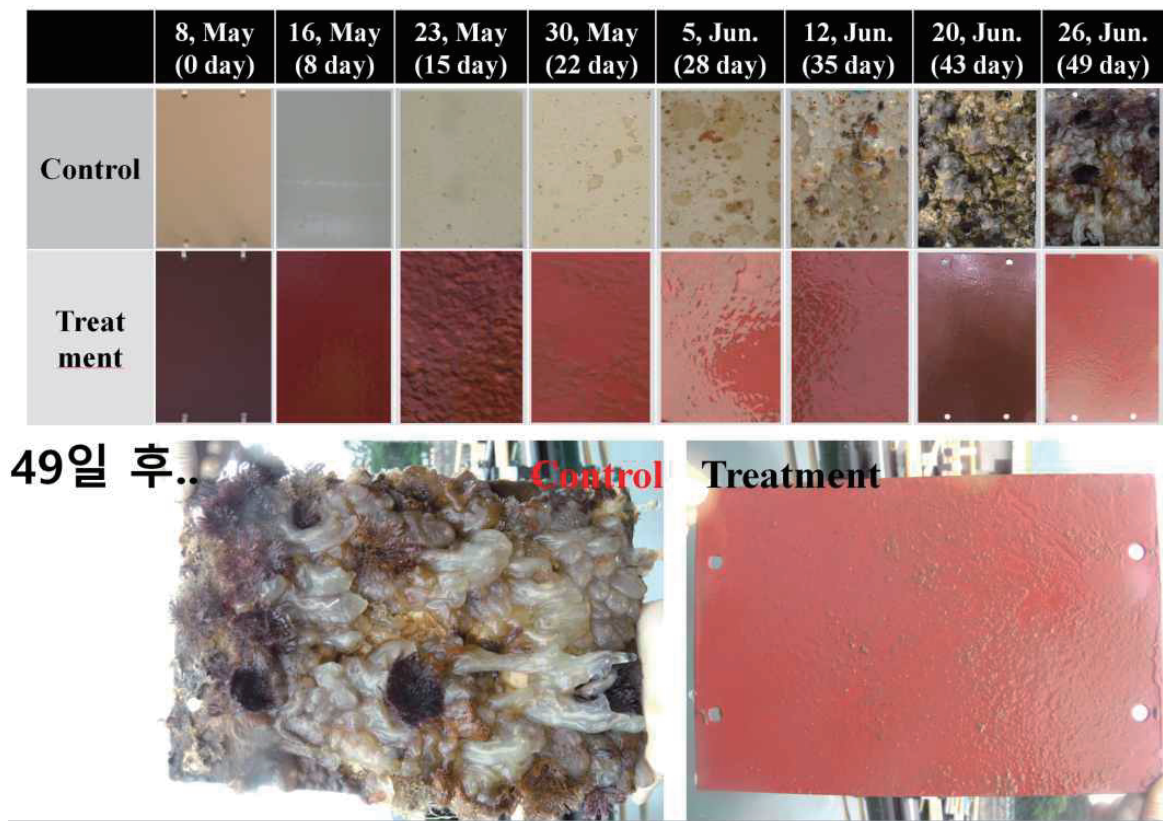 8, May
(0 day)
16, May
(8 day)
23, May
(15 day)
30, May
(22 day)
5, Jun.
(28 day)
12, Jun.
(35 day)
20, Jun.
(43 day)
26, Jun.
(49 day)
Control
Treat
ment
49일 후..
Control
Treatment